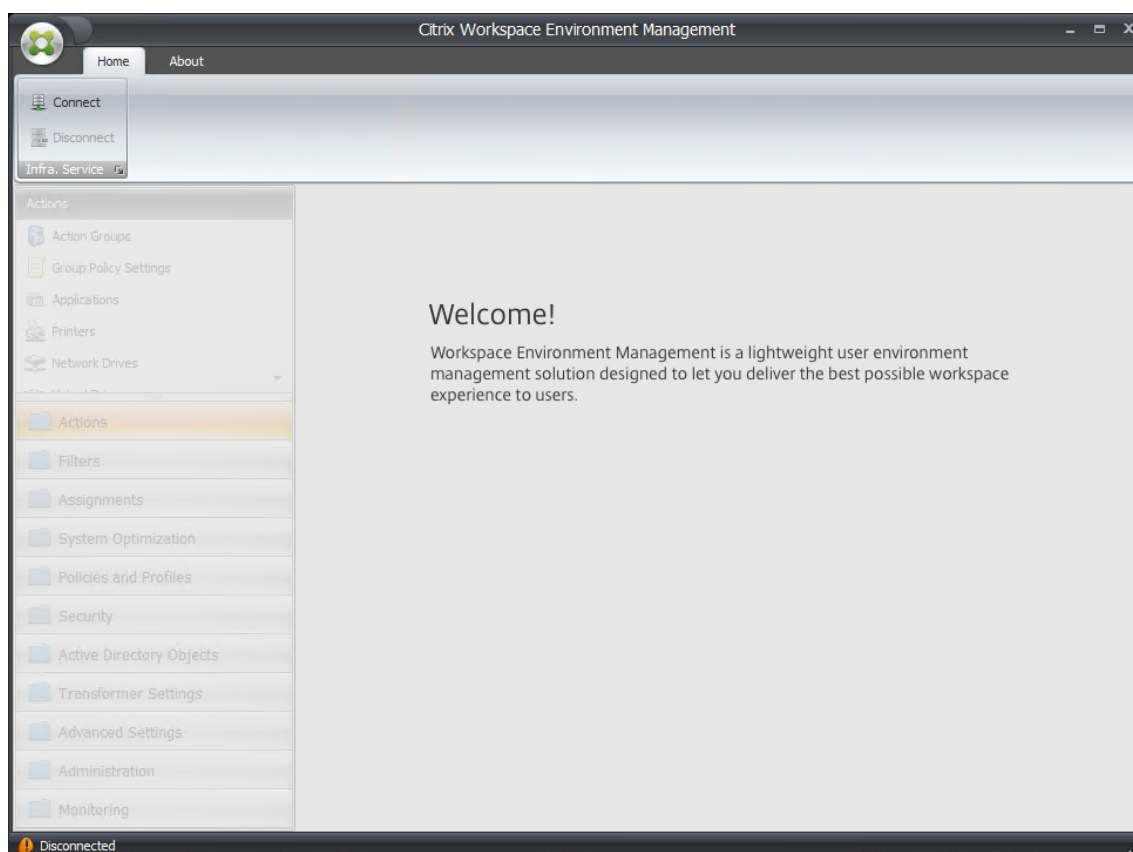 Citrix Workspace Environment Management
Home About
Connect
Disconnect
Infra. Service
Actions
Action Groups
Group Policy Settings
Applications
Printers
Network Drives
Actions
Filters
Assignments
System Optimization
Policies and Profiles
Security
Active Directory Objects
Transformer Settings
Advanced Settings
Administration
Monitoring
Welcome!
Workspace Environment Management is a lightweight user environment
management solution designed to let you deliver the best possible workspace
experience to users.
Disconnected